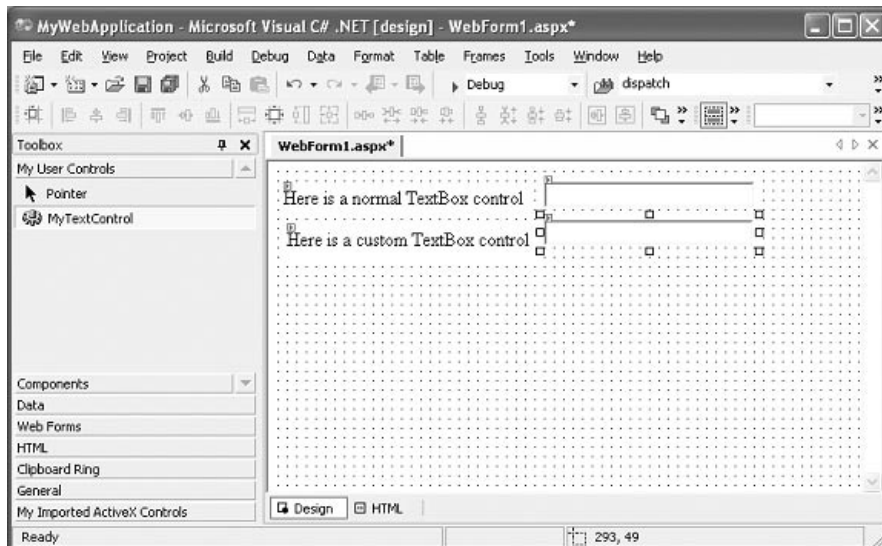 MyWebApplication - Microsoft Visual C# .NET [design] - WebForm1.aspx*
File Edit View Project Build Debug Data Format Table Frames Tools Window Help
Debug dispatch
Toolbox
WebForm1.aspx*
My User Controls
Pointer
MyTextControl
Here is a normal TextBox control
Here is a custom TextBox control
Components
Data
Web Forms
HTML
Clipboard Ring
General
My Imported ActiveX Controls
Design HTML
Ready 293, 49